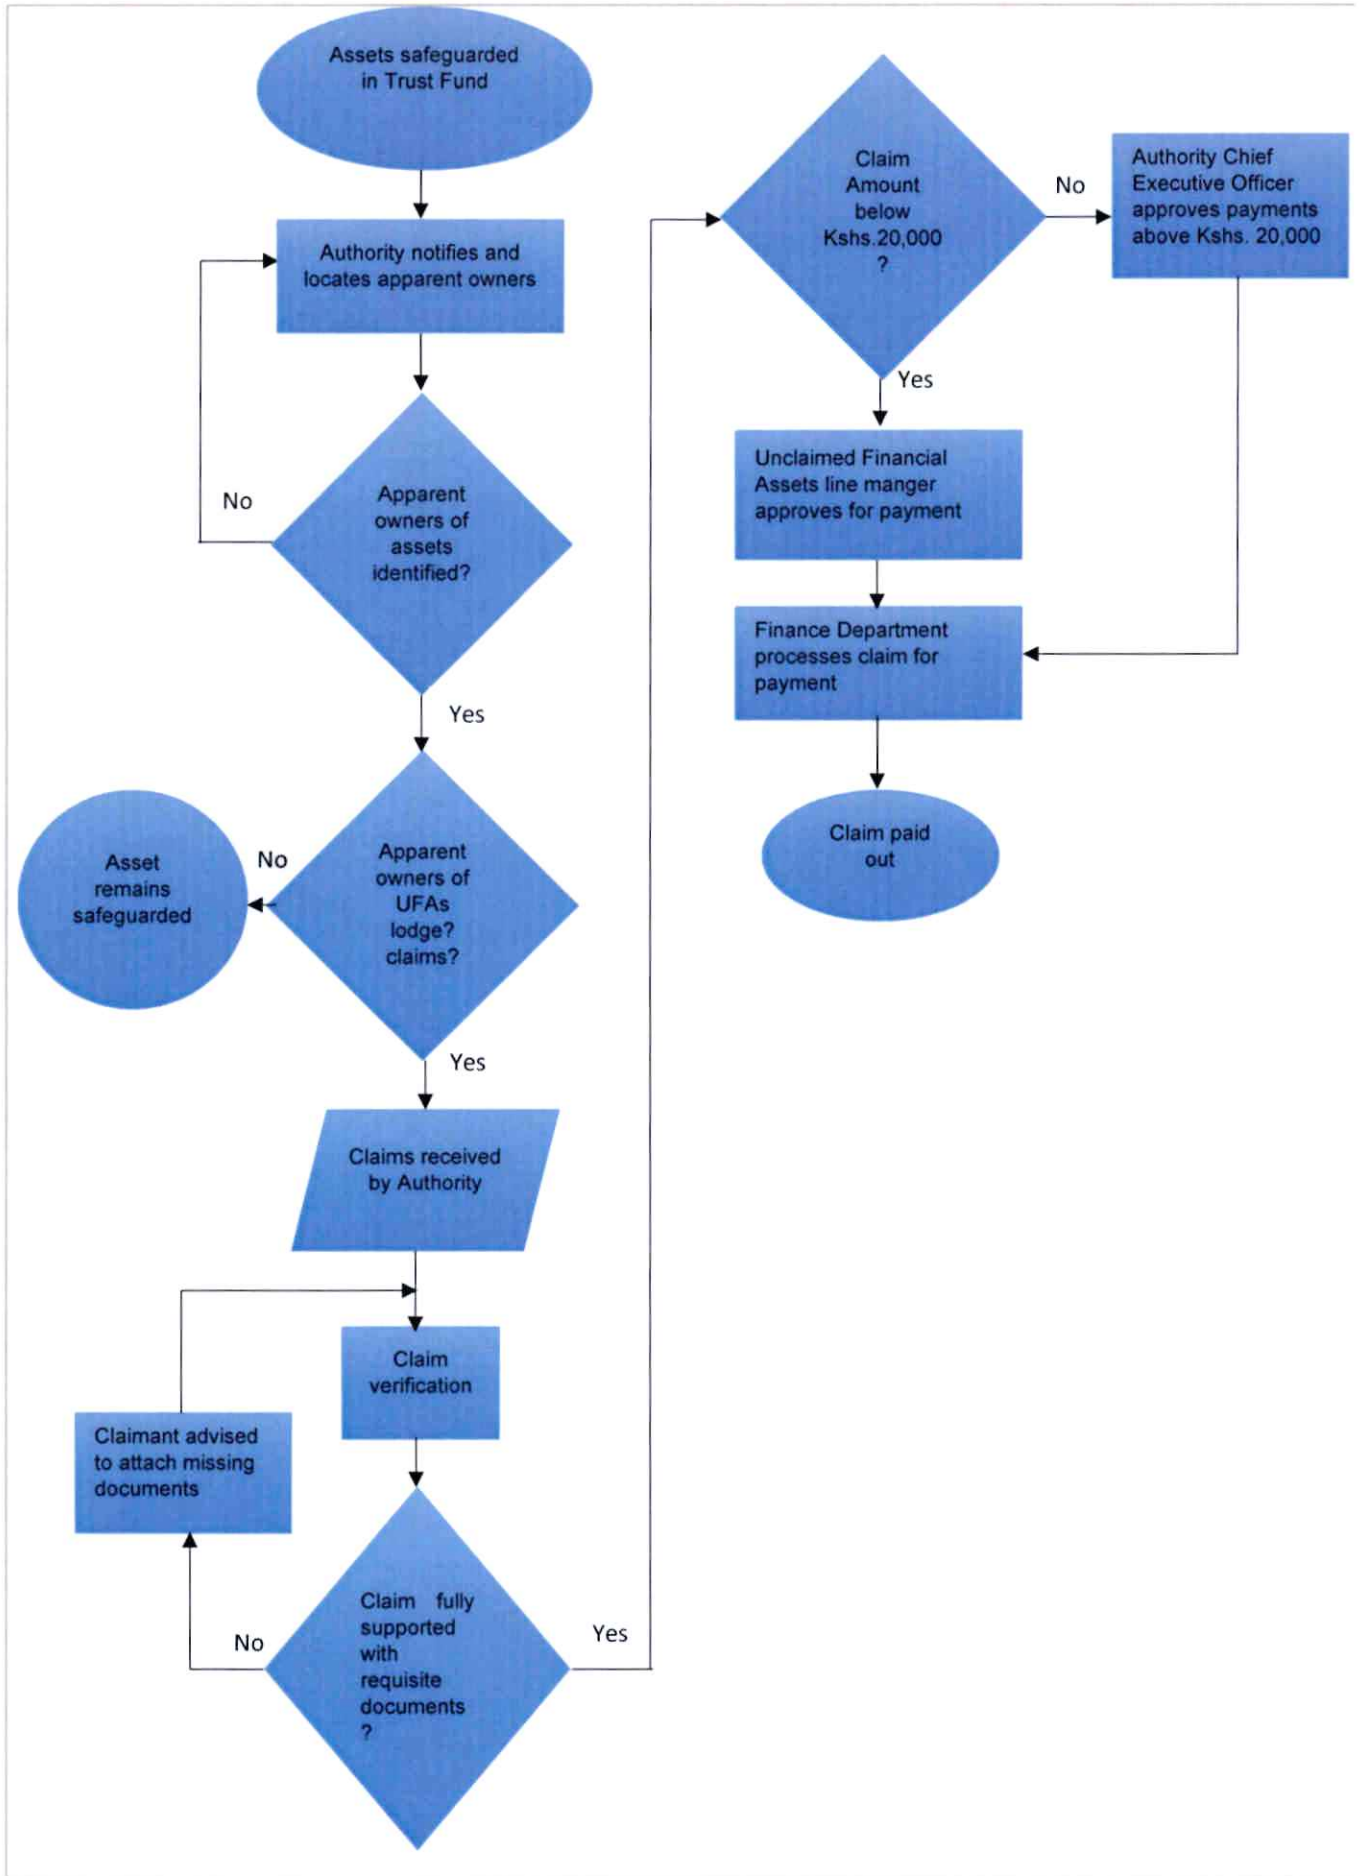 Assets safeguarded
in Trust Fund
Authority notifies and
locates apparent owners
No
Apparent
owners of
assets
identified?
Yes
Apparent
owners of
UFAs
lodge?
claims?
No
Asset
remains
safeguarded
Yes
Claims received
by Authority
Claim
verification
Claimant advised
to attach missing
documents
No
Claim fully
supported
with
requisite
documents
?
Yes
Claim
Amount
below
Kshs.20,000
?
No
Authority Chief
Executive Officer
approves payments
above Kshs. 20,000
Yes
Unclaimed Financial
Assets line manger
approves for payment
Finance Department
processes claim for
payment
Claim paid
out